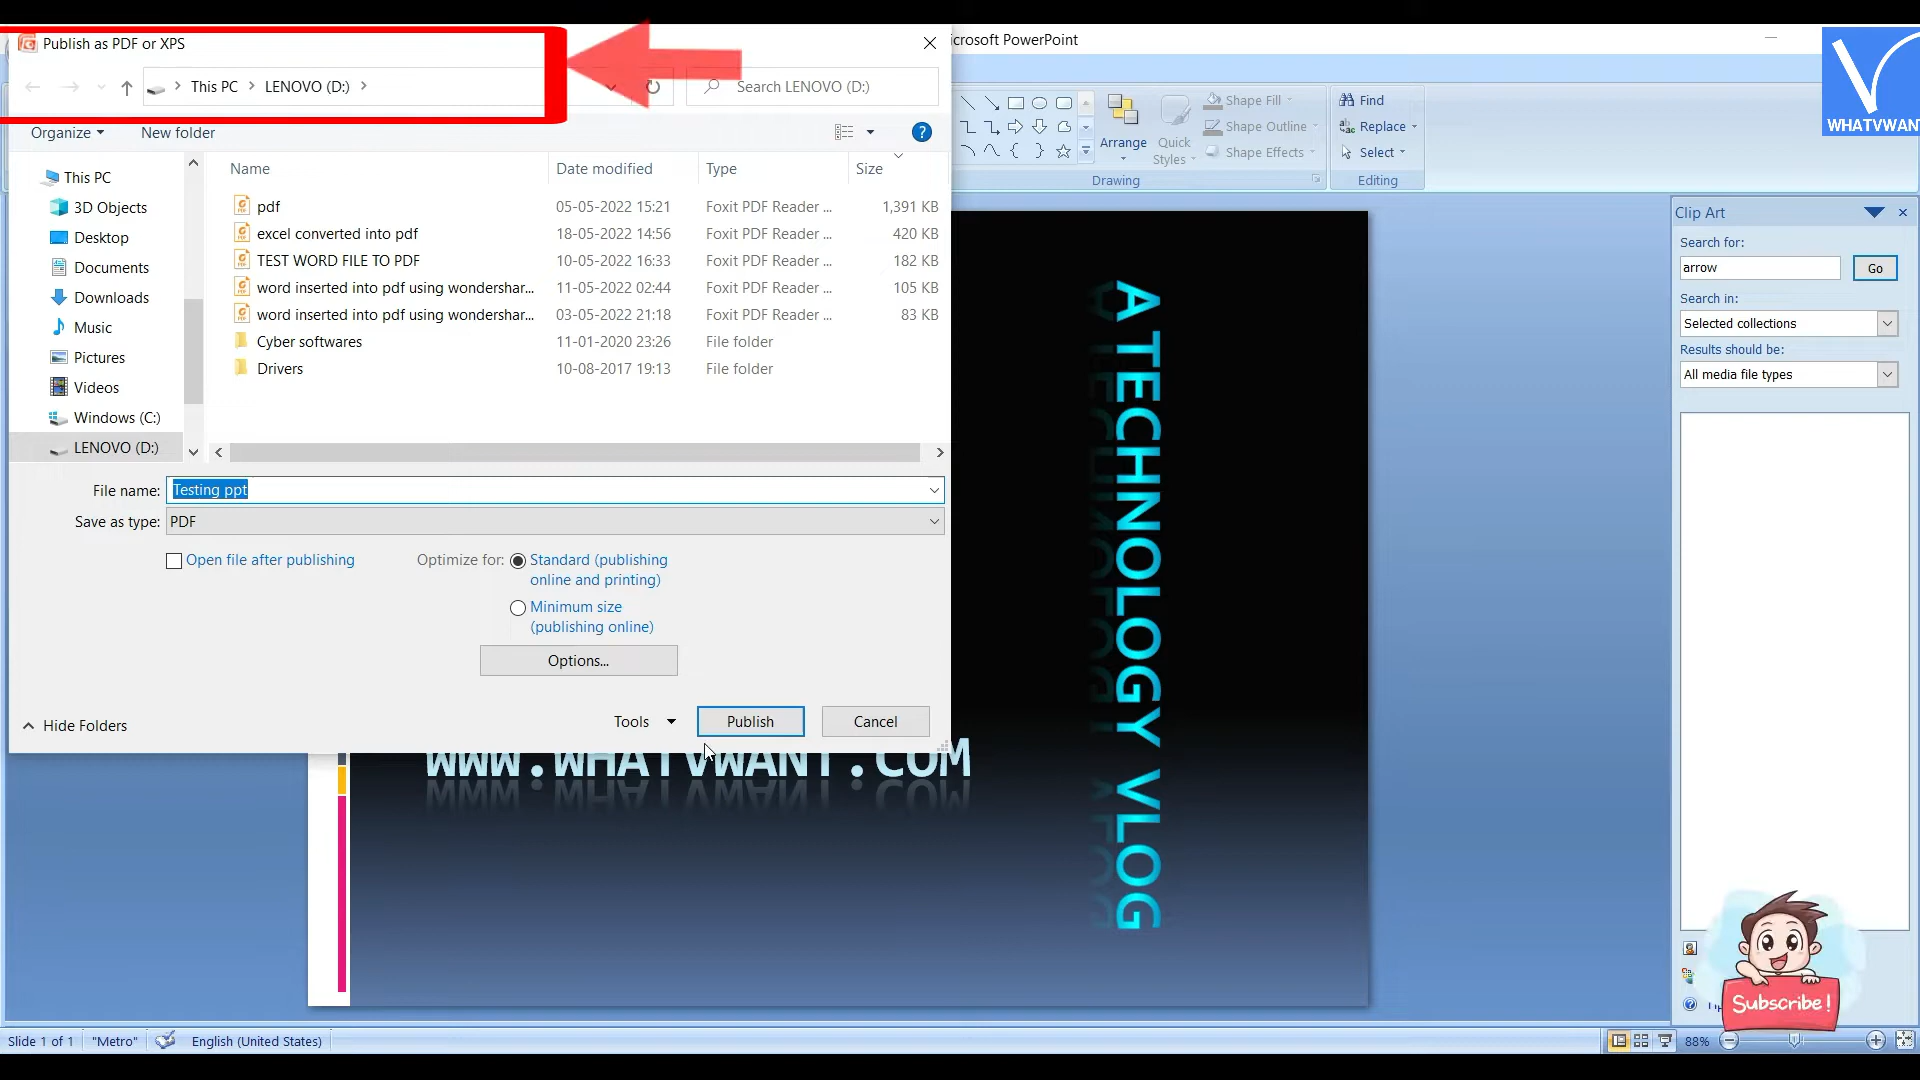 Publish as PDF or XPS
icrosoft PowerPoint
This PC
LENOVO (D:)
Search LENOVO (D:)
Organize
New folder
Name
Date modified
Type
Size
This PC
3D Objects
Desktop
Documents
Downloads
Music
Pictures
Videos
Windows (C:)
LENOVO (D:)
pdf 05-05-2022 15:21 Foxit PDF Reader ... 1,391 KB
excel converted into pdf 18-05-2022 14:56 Foxit PDF Reader ... 420 KB
TEST WORD FILE TO PDF 10-05-2022 16:33 Foxit PDF Reader ... 182 KB
word inserted into pdf using wondershar... 11-05-2022 02:44 Foxit PDF Reader ... 105 KB
word inserted into pdf using wondershar... 03-05-2022 21:18 Foxit PDF Reader ... 83 KB
Cyber softwares 11-01-2020 23:26 File folder
Drivers 10-08-2017 19:13 File folder
File name: Testing ppt
Save as type: PDF
Open file after publishing
Optimize for:
Standard (publishing
online and printing)
Minimum size
(publishing online)
Options...
Hide Folders
Tools
Publish
Cancel
Arrange
Quick
Styles
Shape Fill
Shape Outline
Shape Effects
Drawing
Find
Replace
Select
Editing
WHATVWAN
Clip Art
Search for:
arrow
Go
Search in:
Selected collections
Results should be:
All media file types
A TECHNOLOGY VLOG
WWW.WHATVWANT.COM
Subscribe!
Slide 1 of 1
"Metro"
English (United States)
88%